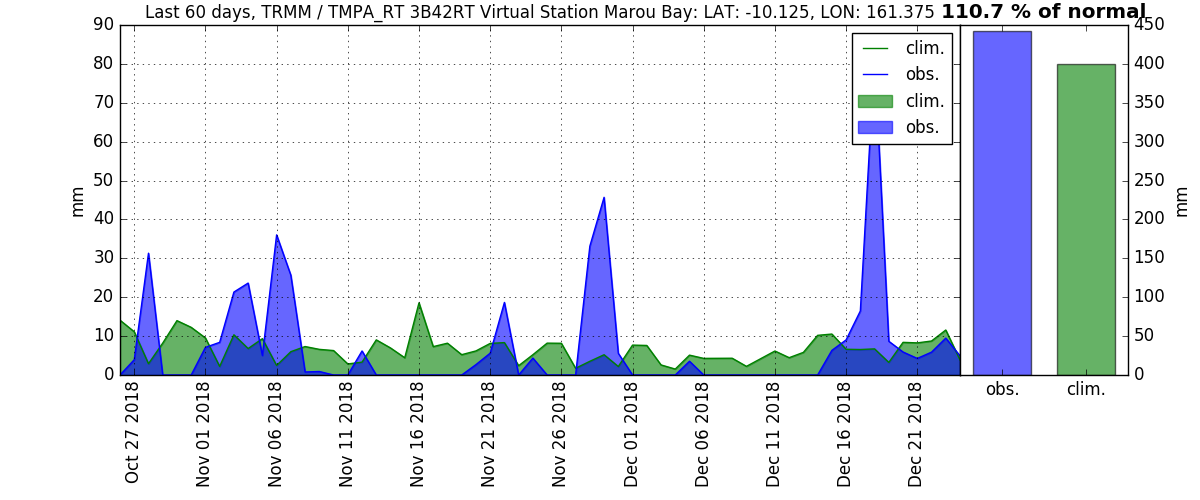 Last 60 days, TRMM / TMPA_RT 3B42RT Virtual Station Marou Bay: LAT: -10.125, LON: 161.375 110.7 % of normal
90
80
70
60
50
40
30
20
10
0
mm
clim.
obs.
clim.
obs.
450
400
350
300
250
200
150
100
50
0
mm
Oct 27 2018
Nov 01 2018
Nov 06 2018
Nov 11 2018
Nov 16 2018
Nov 21 2018
Nov 26 2018
Dec 01 2018
Dec 06 2018
Dec 11 2018
Dec 16 2018
Dec 21 2018
obs.
clim.